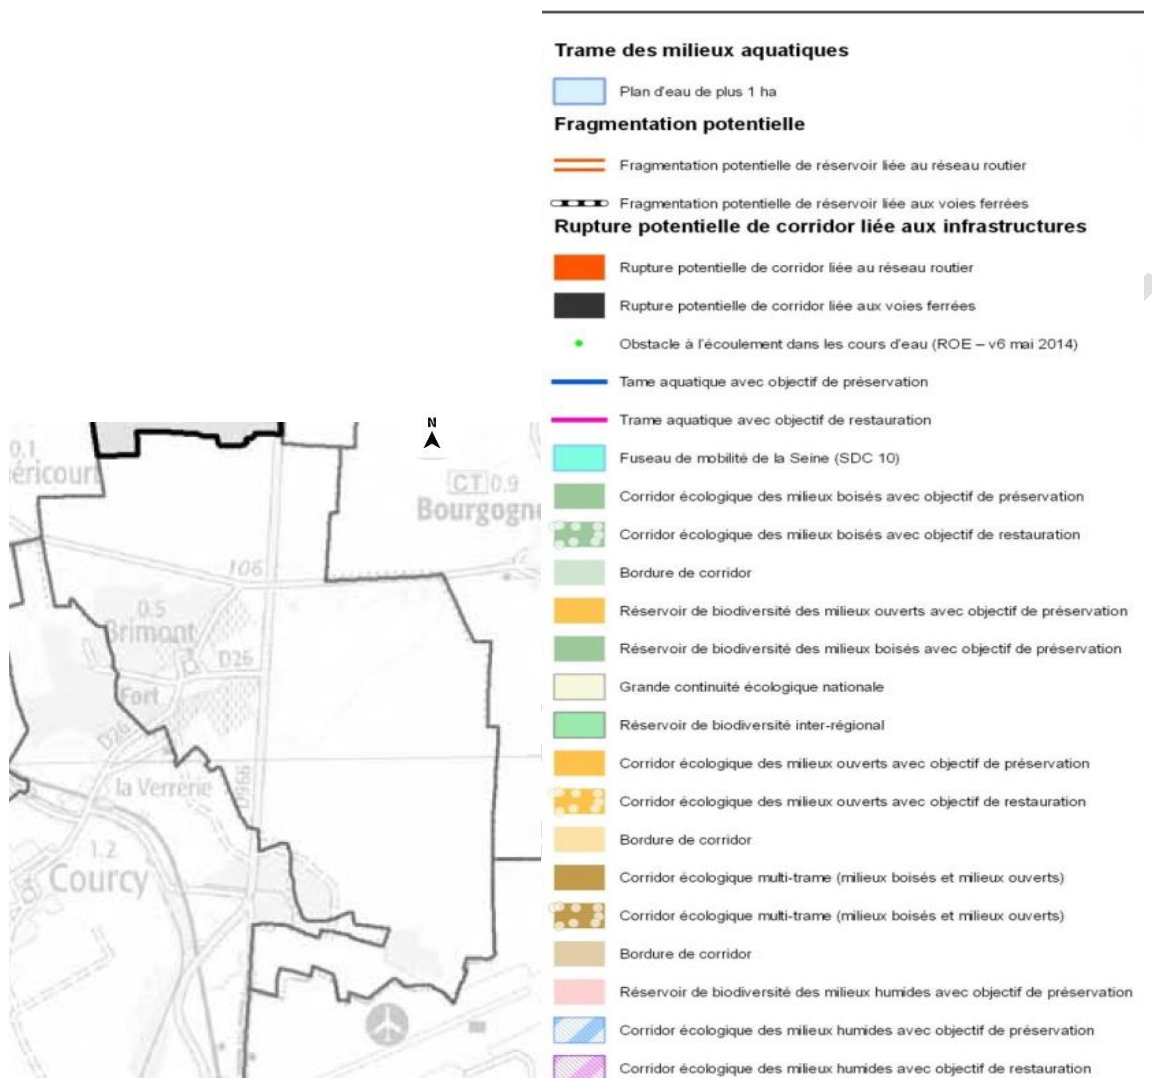 Trame des milieux aquatiques
Plan d'eau de plus 1 ha
Fragmentation potentielle
Fragmentation potentielle de réservoir liée au réseau routier
Fragmentation potentielle de réservoir liée aux voies ferrées
Rupture potentielle de corridor liée aux infrastructures
Rupture potentielle de corridor liée au réseau routier
Rupture potentielle de corridor liée aux voies ferrées
Obstacle à l'écoulement dans les cours d'eau (ROE – v6 mai 2014)
Tame aquatique avec objectif de préservation
Trame aquatique avec objectif de restauration
Fuseau de mobilité de la Seine (SDC 10)
Corridor écologique des milieux boisés avec objectif de préservation
Corridor écologique des milieux boisés avec objectif de restauration
Bordure de corridor
Réservoir de biodiversité des milieux ouverts avec objectif de préservation
Réservoir de biodiversité des milieux boisés avec objectif de préservation
Grande continuité écologique nationale
Réservoir de biodiversité inter-régional
Corridor écologique des milieux ouverts avec objectif de préservation
Corridor écologique des milieux ouverts avec objectif de restauration
Bordure de corridor
Corridor écologique multi-trame (milieux boisés et milieux ouverts)
Corridor écologique multi-trame (milieux boisés et milieux ouverts)
Bordure de corridor
Réservoir de biodiversité des milieux humides avec objectif de préservation
Corridor écologique des milieux humides avec objectif de préservation
Corridor écologique des milieux humides avec objectif de restauration
N
0.1
éricourt
CT 0.9
Bourgogn
106
0.5
Brimont
D26
Fort
D26
la Verrerie
D966
1.2
Courcy